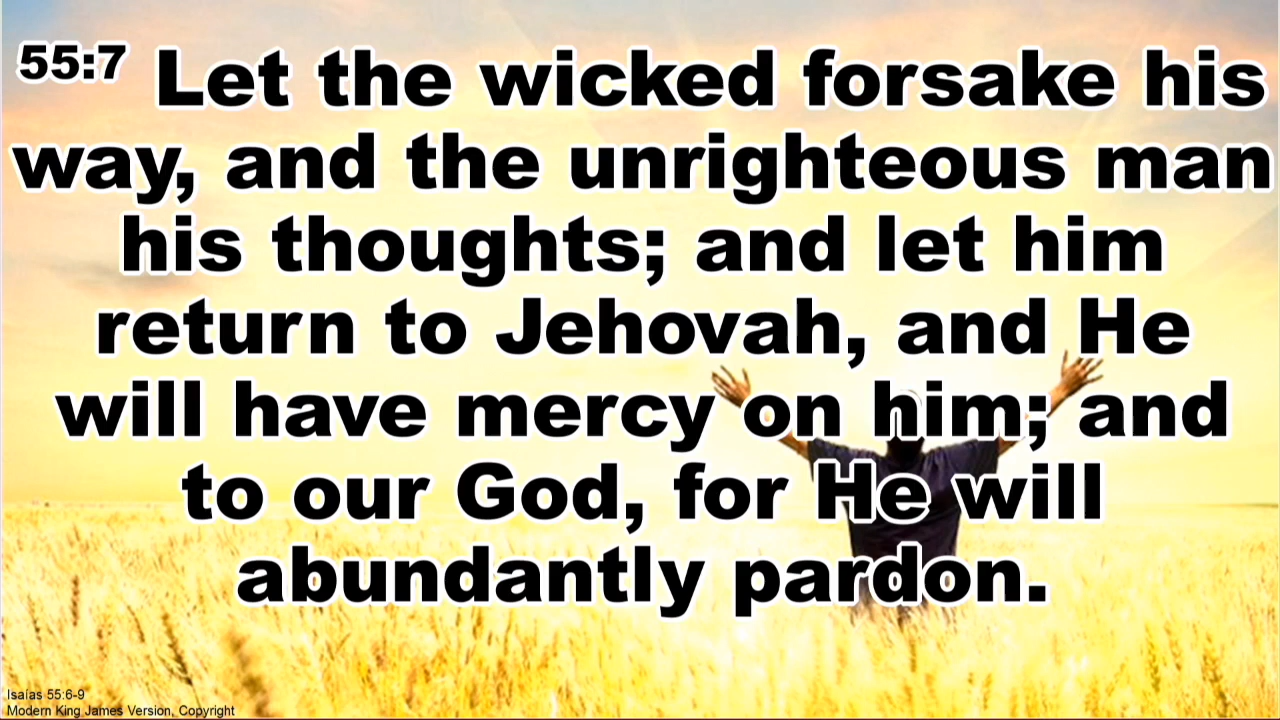 55:7 Let the wicked forsake his
way, and the unrighteous man
his thoughts; and let him
return to Jehovah, and He
will have mercy on him; and
to our God, for He will
abundantly pardon.
Isaías 55:6-9
Modern King James Version, Copyright